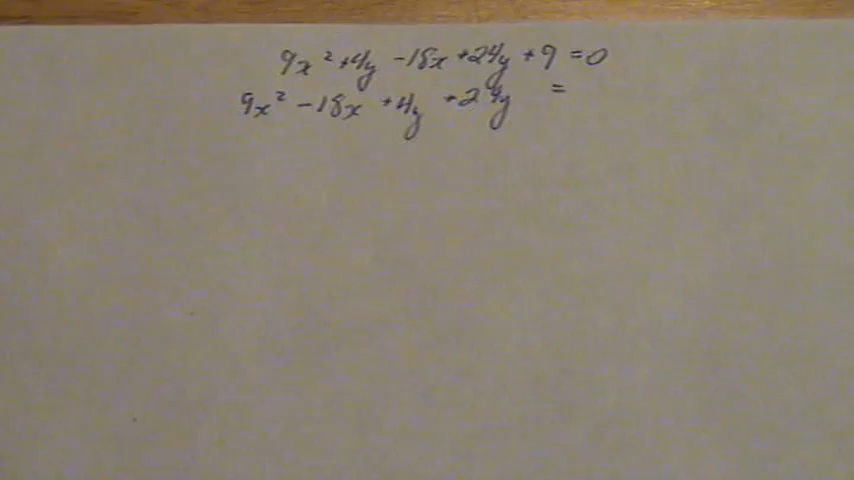 9x² +4y -18x +24y +9 =0
9x² -18x +4y +24y =